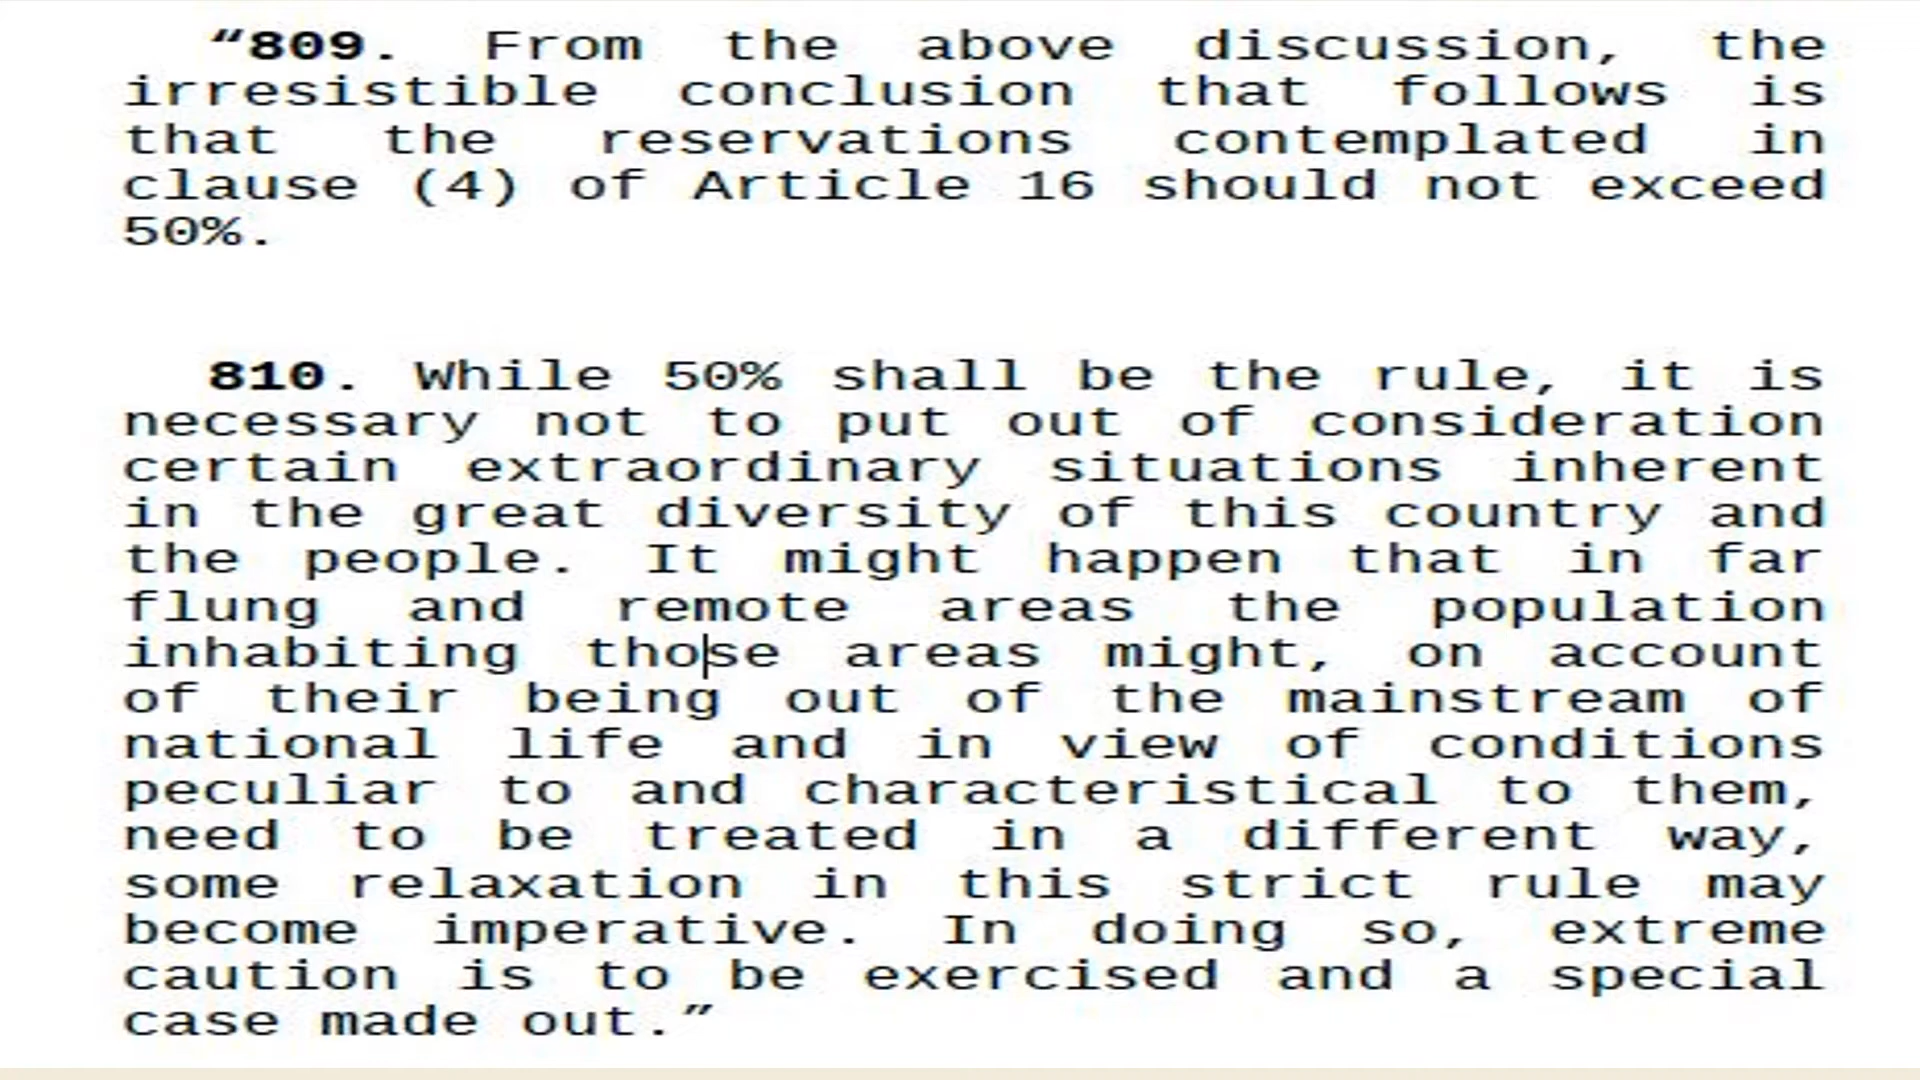 “809. From the above discussion, the
irresistible conclusion that follows is
that the reservations contemplated in
clause (4) of Article 16 should not exceed
50%.
810. While 50% shall be the rule, it is
necessary not to put out of consideration
certain extraordinary situations inherent
in the great diversity of this country and
the people. It might happen that in far
flung and remote areas the population
inhabiting those areas might, on account
of their being out of the mainstream of
national life and in view of conditions
peculiar to and characteristical to them,
need to be treated in a different way,
some relaxation in this strict rule may
become imperative. In doing so, extreme
caution is to be exercised and a special
case made out.”